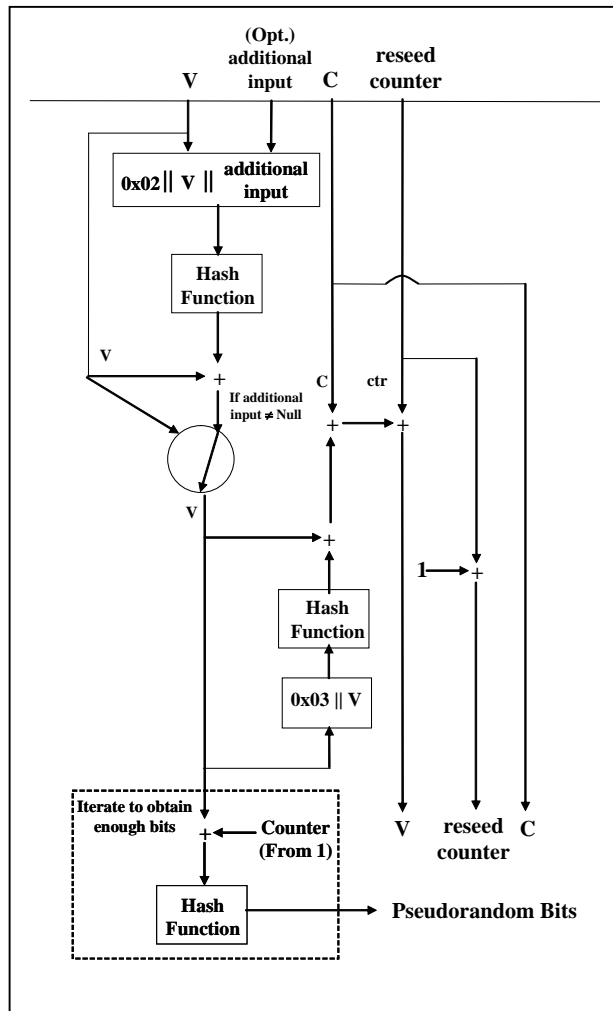 (Opt.)
additional
input
V
C
reseed
counter
0x02 || V ||
additional
input
Hash
Function
V
+
If additional
input ≠ Null
C
ctr
+
+
V
+
1
+
Hash
Function
0x03 || V
Iterate to obtain
enough bits
+
Counter
(From 1)
V
reseed
counter
C
Hash
Function
Pseudorandom Bits